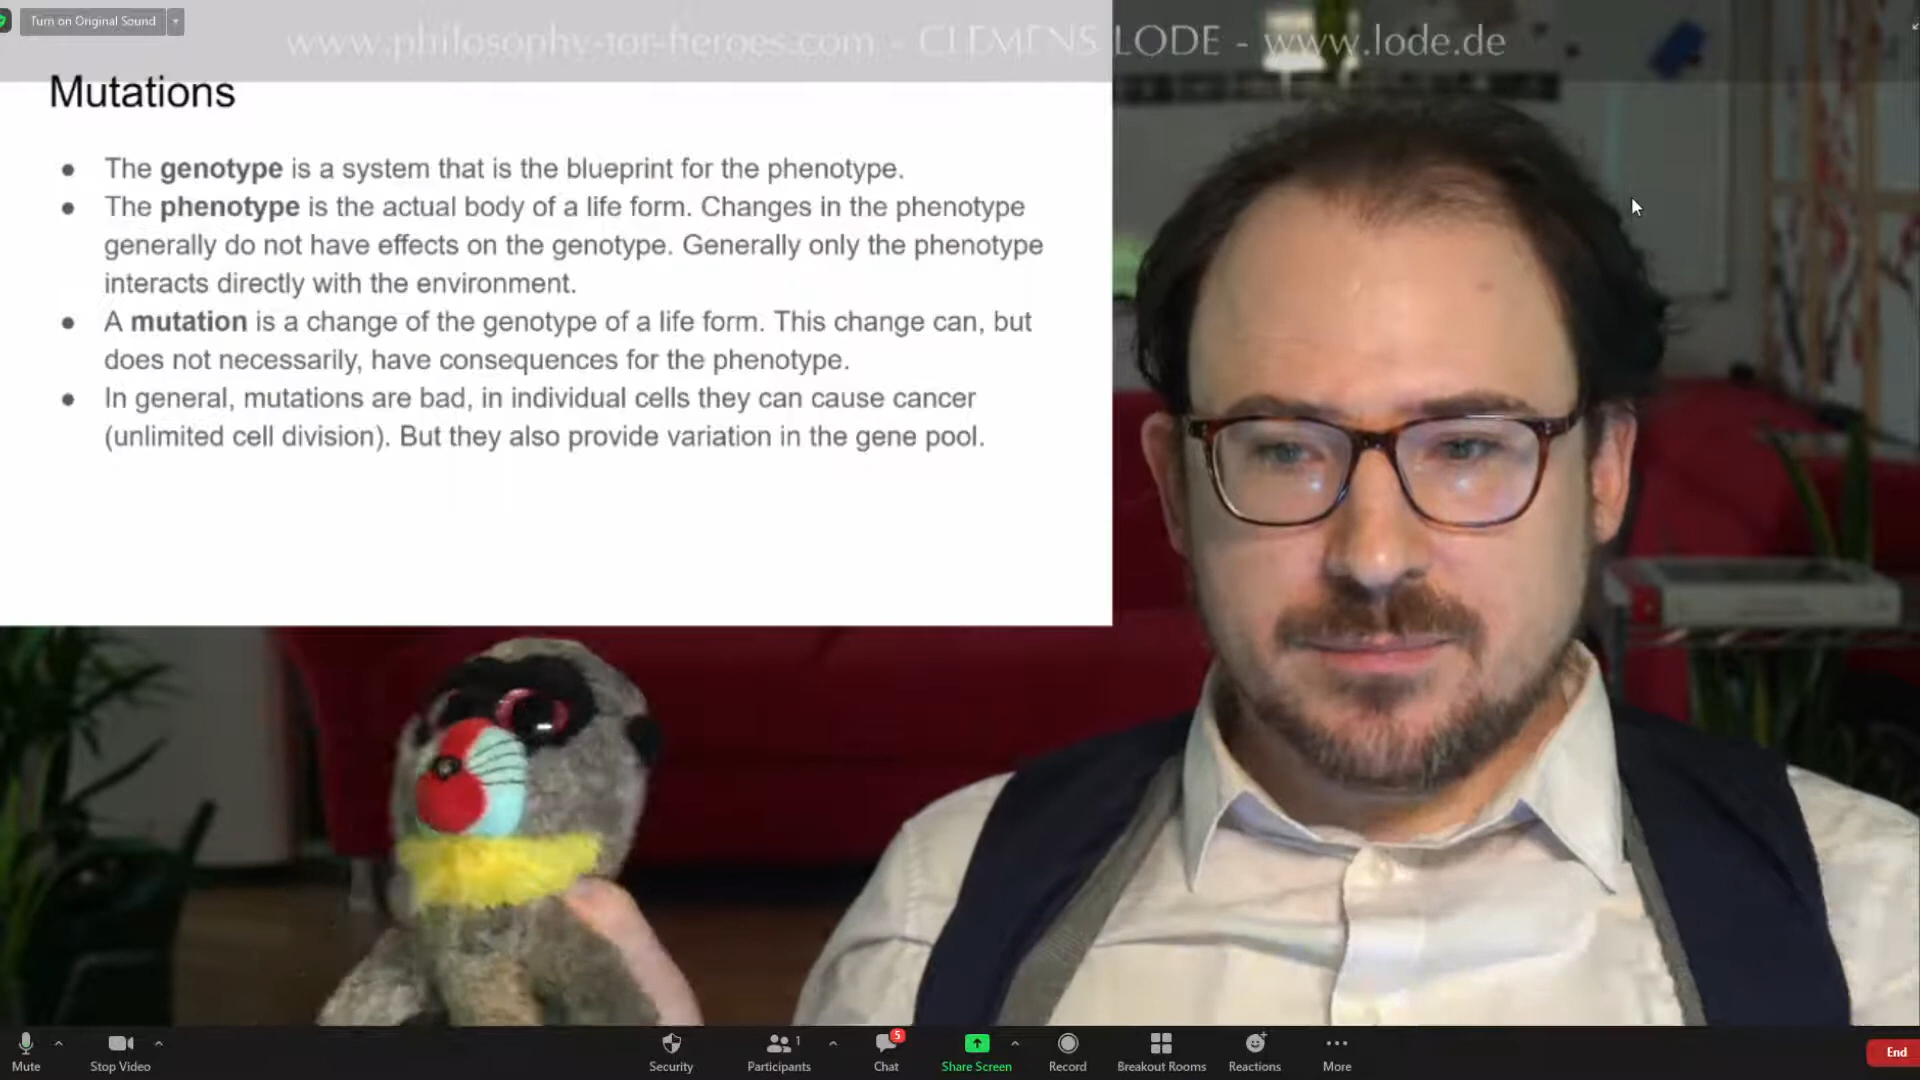 Turn on Original Sound
www.philosophy-for-heroes.com - CLEMENS LODE - www.lode.de
Mutations
● The genotype is a system that is the blueprint for the phenotype.
● The phenotype is the actual body of a life form. Changes in the phenotype
generally do not have effects on the genotype. Generally only the phenotype
interacts directly with the environment.
● A mutation is a change of the genotype of a life form. This change can, but
does not necessarily, have consequences for the phenotype.
● In general, mutations are bad, in individual cells they can cause cancer
(unlimited cell division). But they also provide variation in the gene pool.
1
5
Mute
Stop Video
Security
Participants
Chat
Share Screen
Record
Breakout Rooms
Reactions
More
End